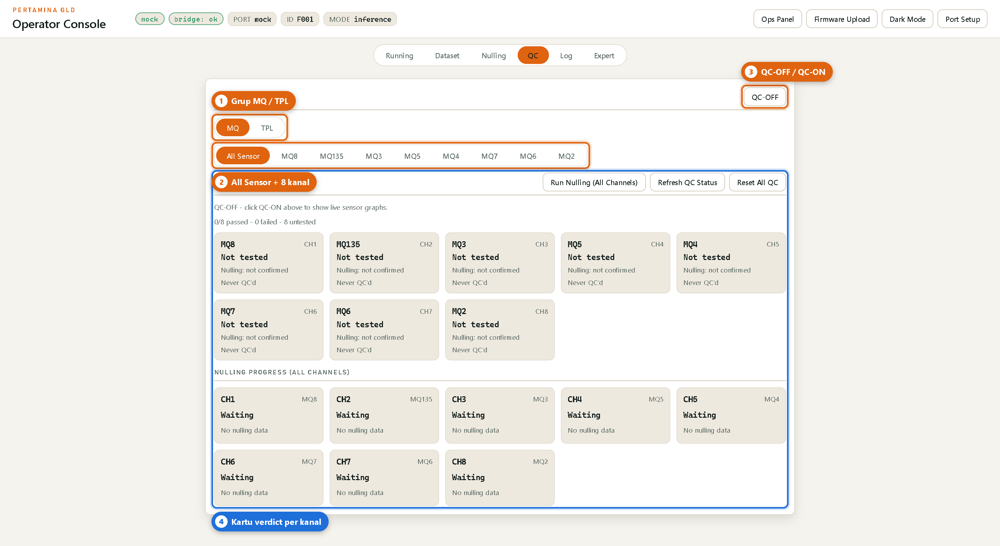 PERTAMINA GLD
Operator Console
mock
bridge: ok
PORT mock
ID F001
MODE inference
Ops Panel
Firmware Upload
Dark Mode
Port Setup
Running
Dataset
Nulling
QC
Log
Expert
3 QC-OFF / QC-ON
QC-OFF
1 Grup MQ / TPL
MQ
TPL
All Sensor
MQ8
MQ135
MQ3
MQ5
MQ4
MQ7
MQ6
MQ2
2 All Sensor + 8 kanal
Run Nulling (All Channels)
Refresh QC Status
Reset All QC
QC-OFF - click QC-ON above to show live sensor graphs.
0/8 passed - 0 failed - 8 untested
MQ8 CH1
Not tested
Nulling: not confirmed
Never QC'd
MQ135 CH2
Not tested
Nulling: not confirmed
Never QC'd
MQ3 CH3
Not tested
Nulling: not confirmed
Never QC'd
MQ5 CH4
Not tested
Nulling: not confirmed
Never QC'd
MQ4 CH5
Not tested
Nulling: not confirmed
Never QC'd
MQ7 CH6
Not tested
Nulling: not confirmed
Never QC'd
MQ6 CH7
Not tested
Nulling: not confirmed
Never QC'd
MQ2 CH8
Not tested
Nulling: not confirmed
Never QC'd
NULLING PROGRESS (ALL CHANNELS)
CH1 MQ8
Waiting
No nulling data
CH2 MQ135
Waiting
No nulling data
CH3 MQ3
Waiting
No nulling data
CH4 MQ5
Waiting
No nulling data
CH5 MQ4
Waiting
No nulling data
CH6 MQ7
Waiting
No nulling data
CH7 MQ6
Waiting
No nulling data
CH8 MQ2
Waiting
No nulling data
4 Kartu verdict per kanal